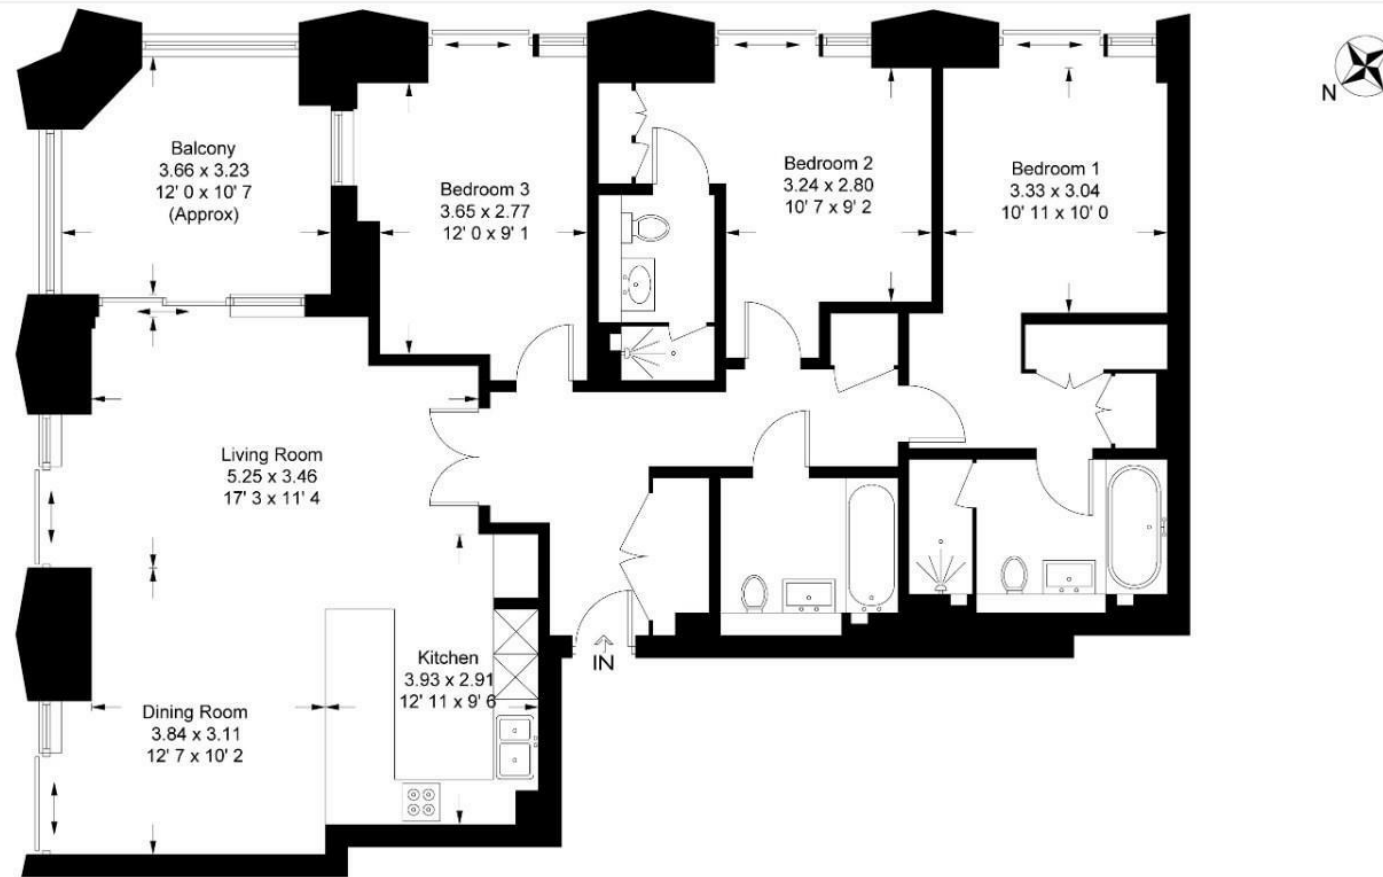 Balcony
3.66 x 3.23
12' 0 x 10' 7
(Approx)
Bedroom 3
3.65 x 2.77
12' 0 x 9' 1
Bedroom 2
3.24 x 2.80
10' 7 x 9' 2
Bedroom 1
3.33 x 3.04
10' 11 x 10' 0
N
Living Room
5.25 x 3.46
17' 3 x 11' 4
Kitchen
3.93 x 2.91
12' 11 x 9' 6
IN
Dining Room
3.84 x 3.11
12' 7 x 10' 2